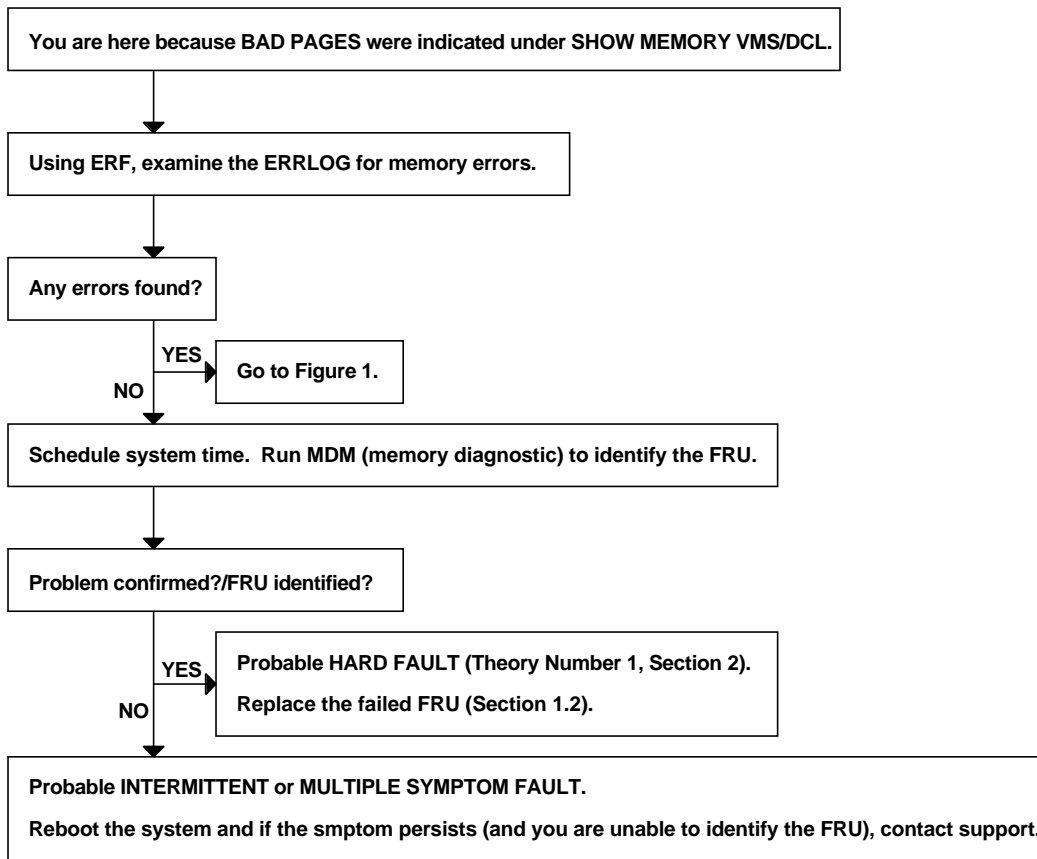 You are here because BAD PAGES were indicated under SHOW MEMORY VMS/DCL.
Using ERF, examine the ERRLOG for memory errors.
Any errors found?
YES
Go to Figure 1.
NO
Schedule system time.  Run MDM (memory diagnostic) to identify the FRU.
Problem confirmed?/FRU identified?
YES
Probable HARD FAULT (Theory Number 1, Section 2).
Replace the failed FRU (Section 1.2).
NO
Probable INTERMITTENT or MULTIPLE SYMPTOM FAULT.
Reboot the system and if the smptom persists (and you are unable to identify the FRU), contact support.